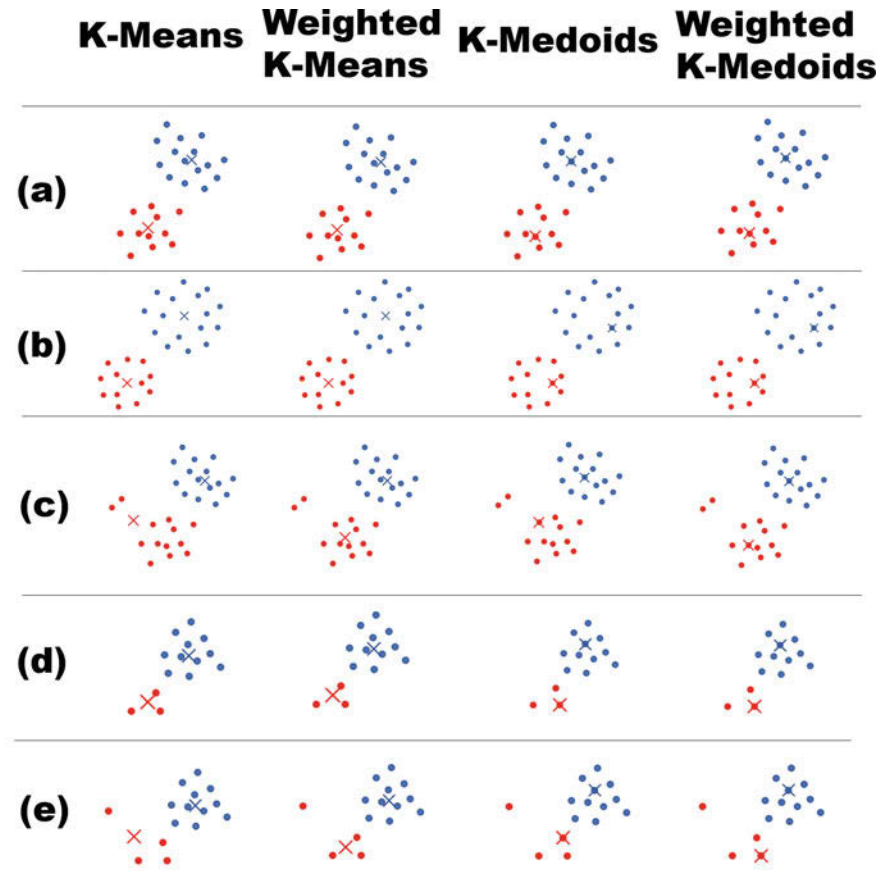 K-Means
Weighted
K-Means
K-Medoids
Weighted
K-Medoids
(a)
(b)
(c)
(d)
(e)